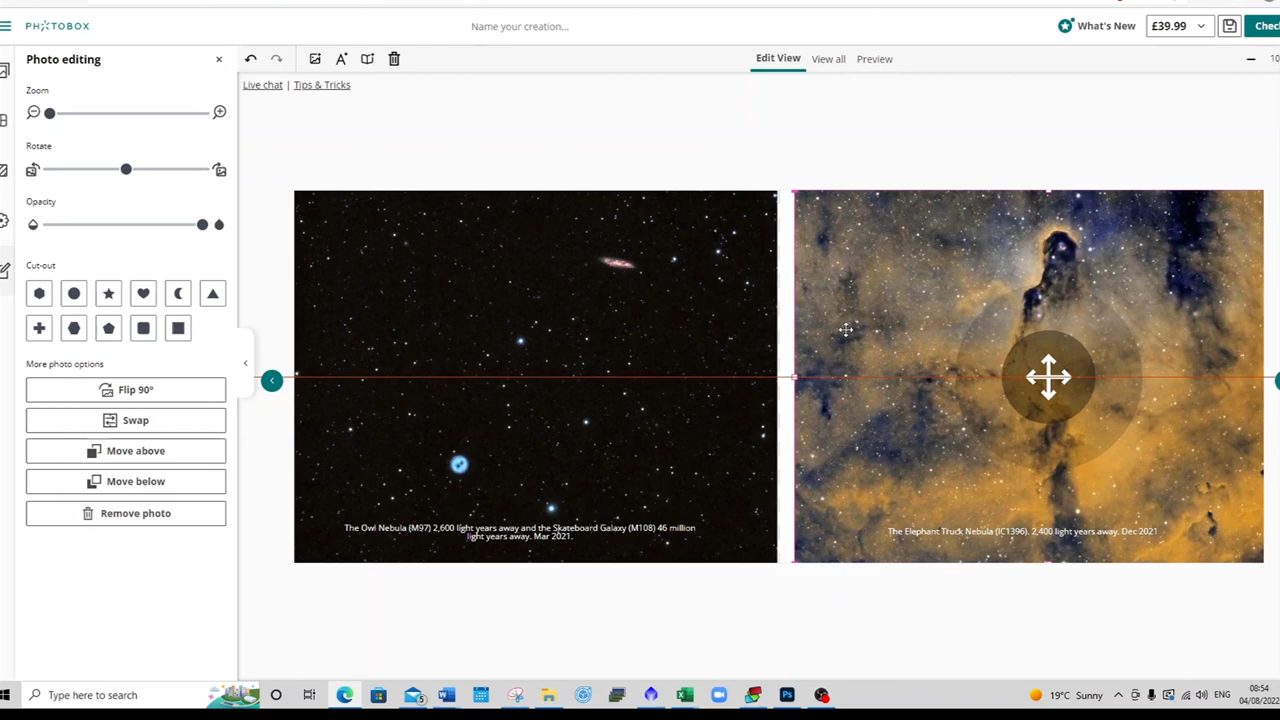 PHOTOBOX
Name your creation...
What's New
£39.99
Photo editing
Edit View
View all
Preview
Live chat | Tips & Tricks
Zoom
Rotate
Opacity
Cut-out
More photo options
Flip 90°
Swap
Move above
Move below
Remove photo
The Owl Nebula (M97) 2,600 light years away and the Skateboard Galaxy (M108) 46 million
light years away. Mar 2021.
The Elephant Truck Nebula (IC1396). 2,400 light years away. Dec 2021
Type here to search
19°C Sunny
ENG
08:54
04/08/2022